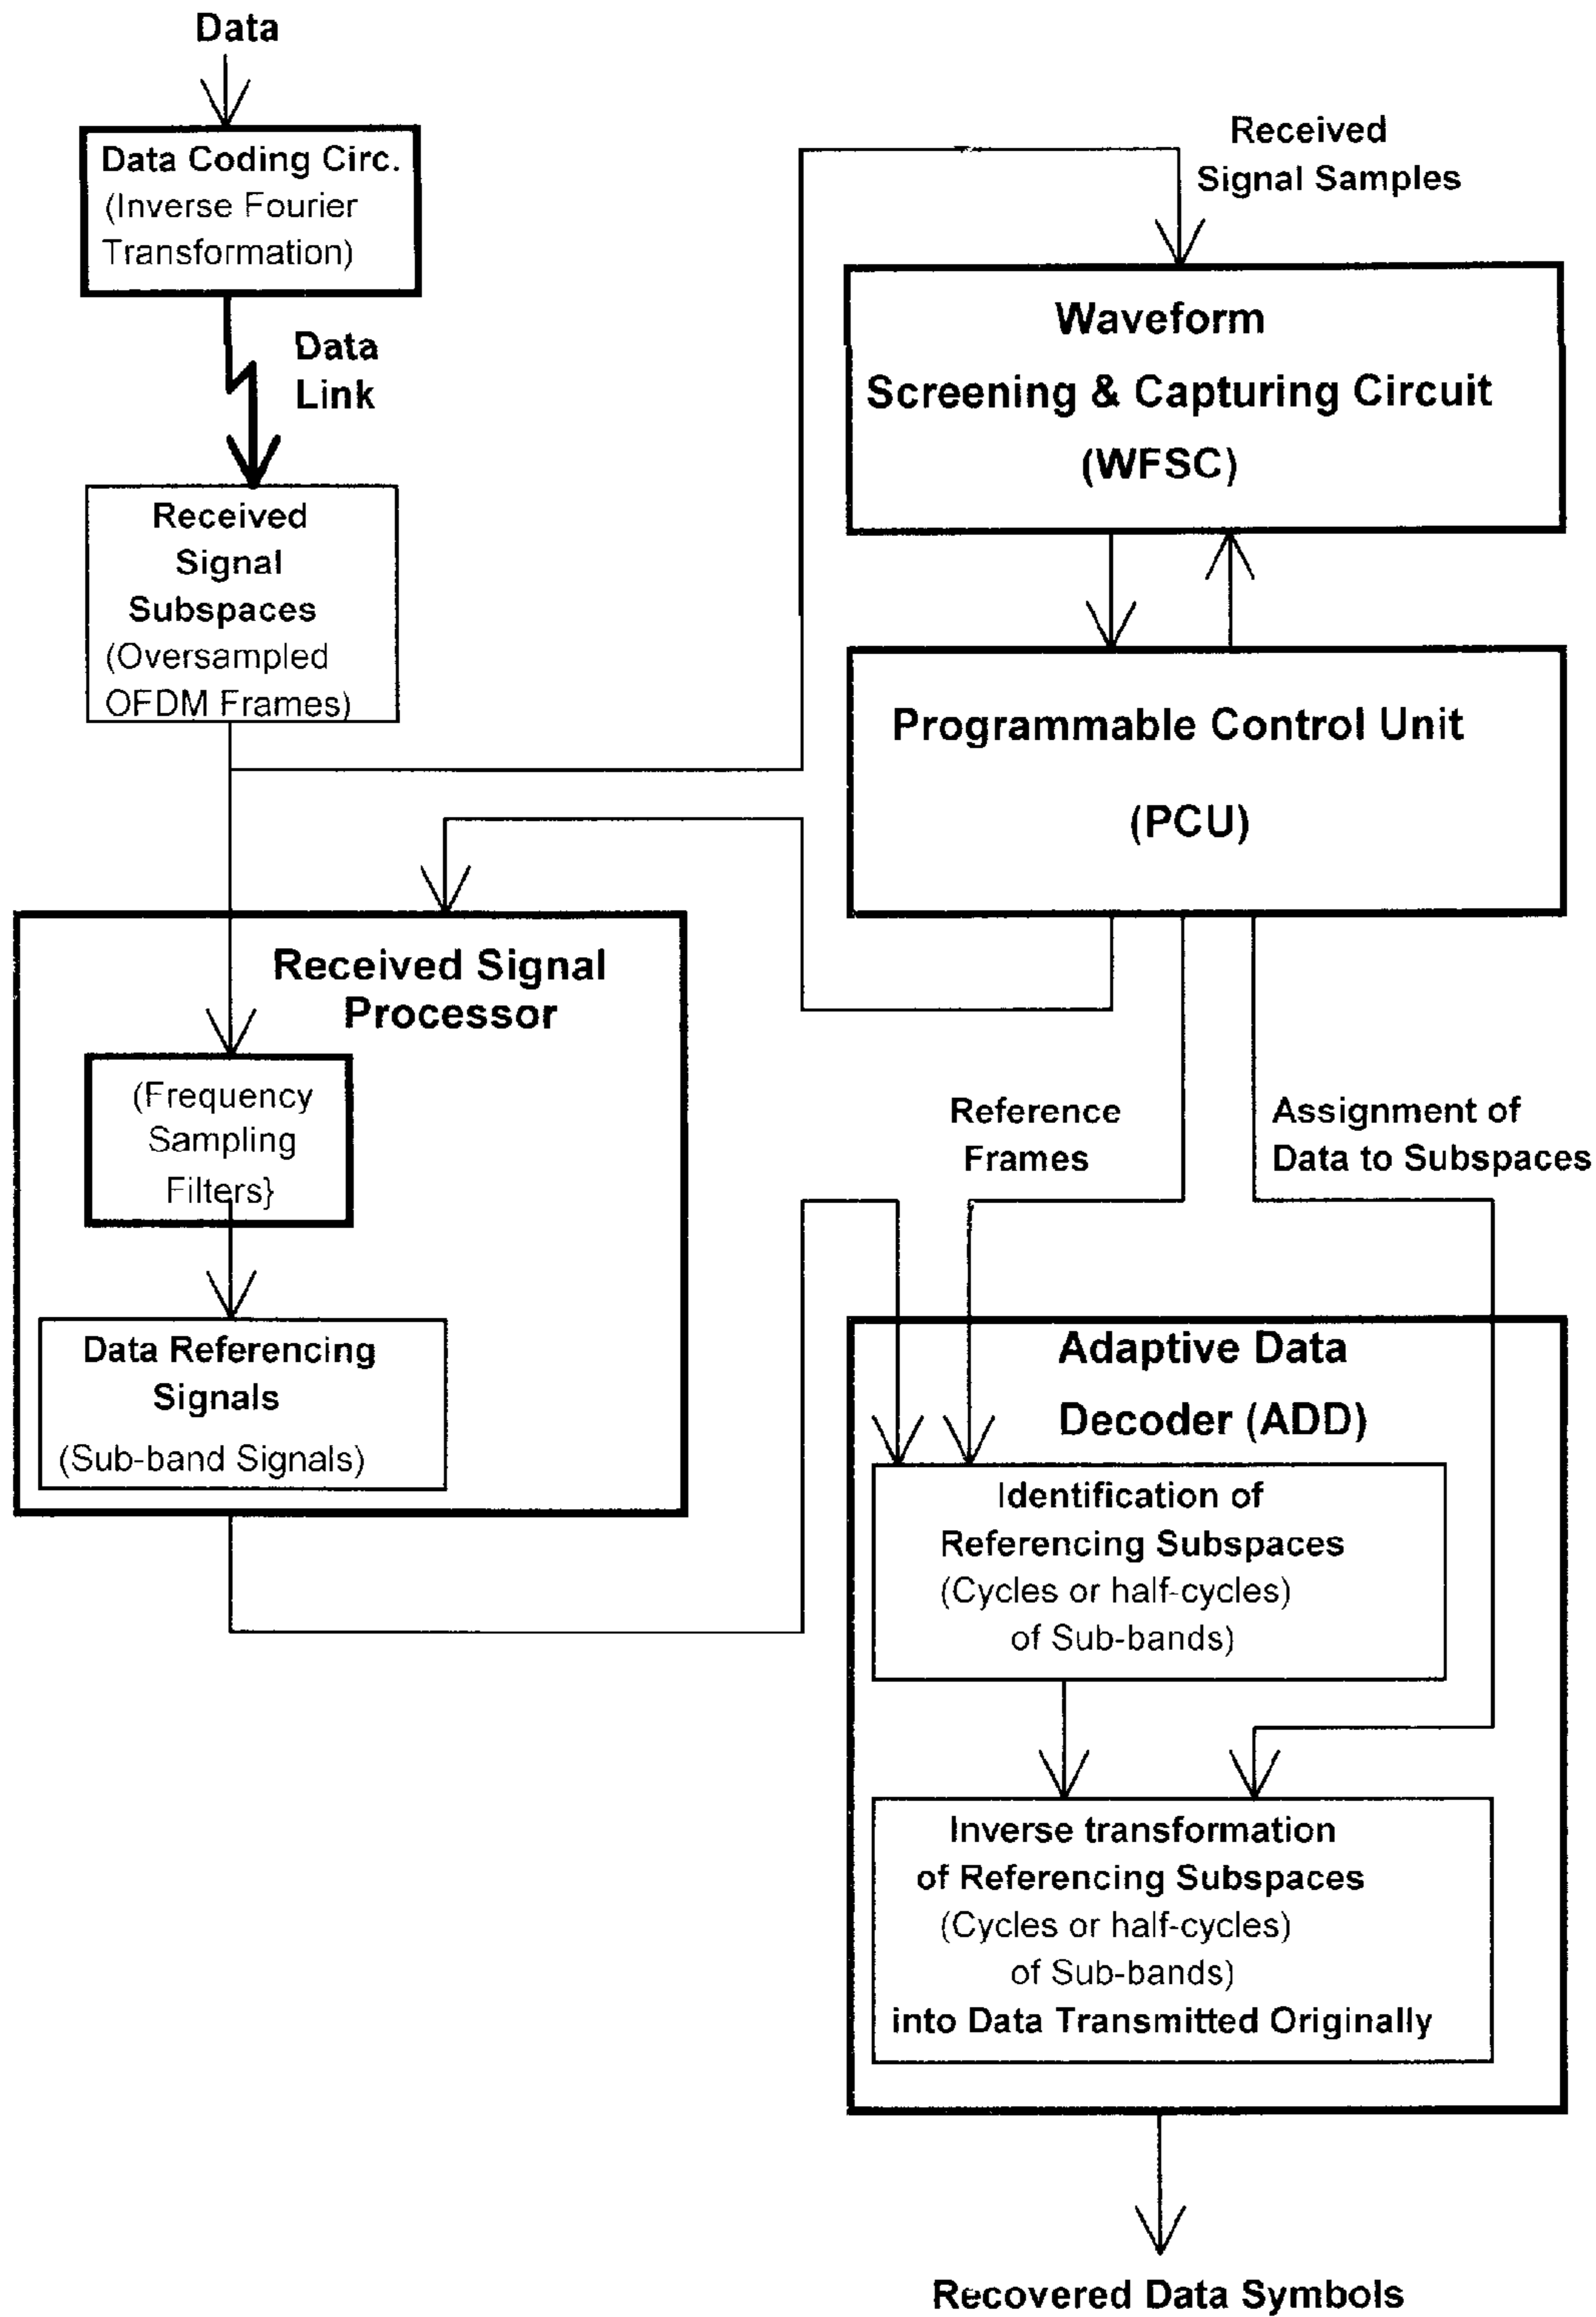 Data
Data Coding Circ.
(Inverse Fourier
Transformation)
Data
Link
Received
Signal
Subspaces
(Oversampled
OFDM Frames)
Received
Signal Samples
Waveform
Screening & Capturing Circuit
(WFSC)
Programmable Control Unit
(PCU)
Received Signal
Processor
(Frequency
Sampling
Filters}
Data Referencing
Signals
(Sub-band Signals)
Reference
Frames
Assignment of
Data to Subspaces
Adaptive Data
Decoder (ADD)
Identification of
Referencing Subspaces
(Cycles or half-cycles)
of Sub-bands)
Inverse transformation
of Referencing Subspaces
(Cycles or half-cycles)
of Sub-bands)
into Data Transmitted Originally
Recovered Data Symbols